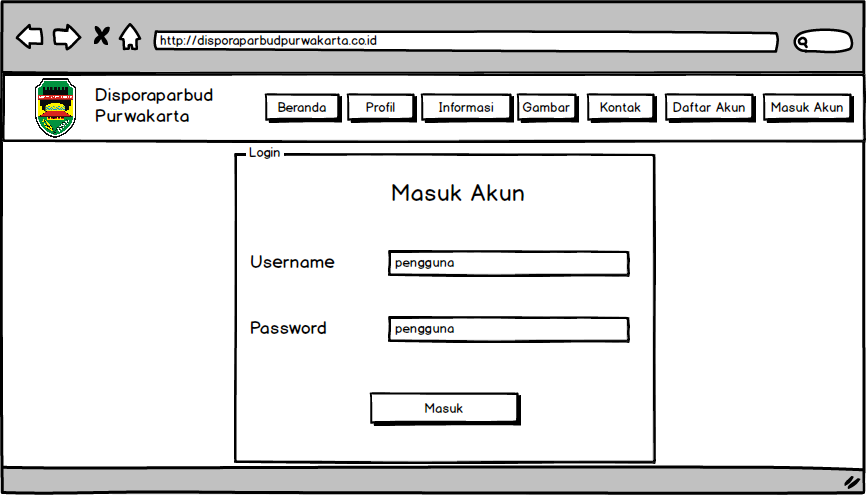 http://disporaparbudpurwakarta.co.id
Disporaparbud
Purwakarta
Beranda
Profil
Informasi
Gambar
Kontak
Daftar Akun
Masuk Akun
Login
Masuk Akun
Username
pengguna
Password
pengguna
Masuk